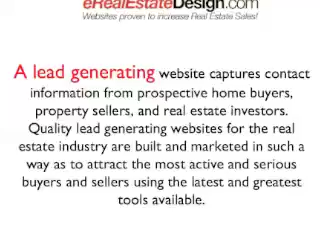 eRealEstateDesign.com
Websites proven to increase Real Estate Sales!
A lead generating website captures contact
information from prospective home buyers,
property sellers, and real estate investors.
Quality lead generating websites for the real
estate industry are built and marketed in such a
way as to attract the most active and serious
buyers and sellers using the latest and greatest
tools available.